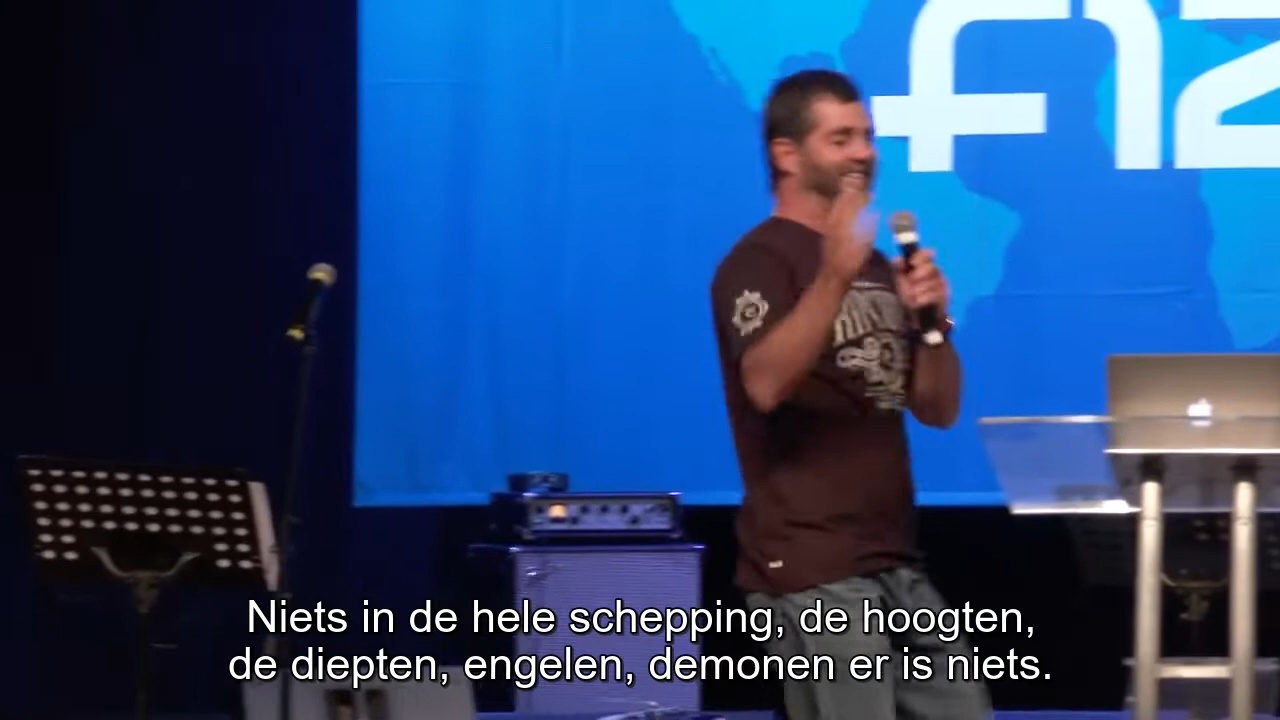 Niets in de hele schepping, de hoogten,
de diepten, engelen, demonen er is niets.